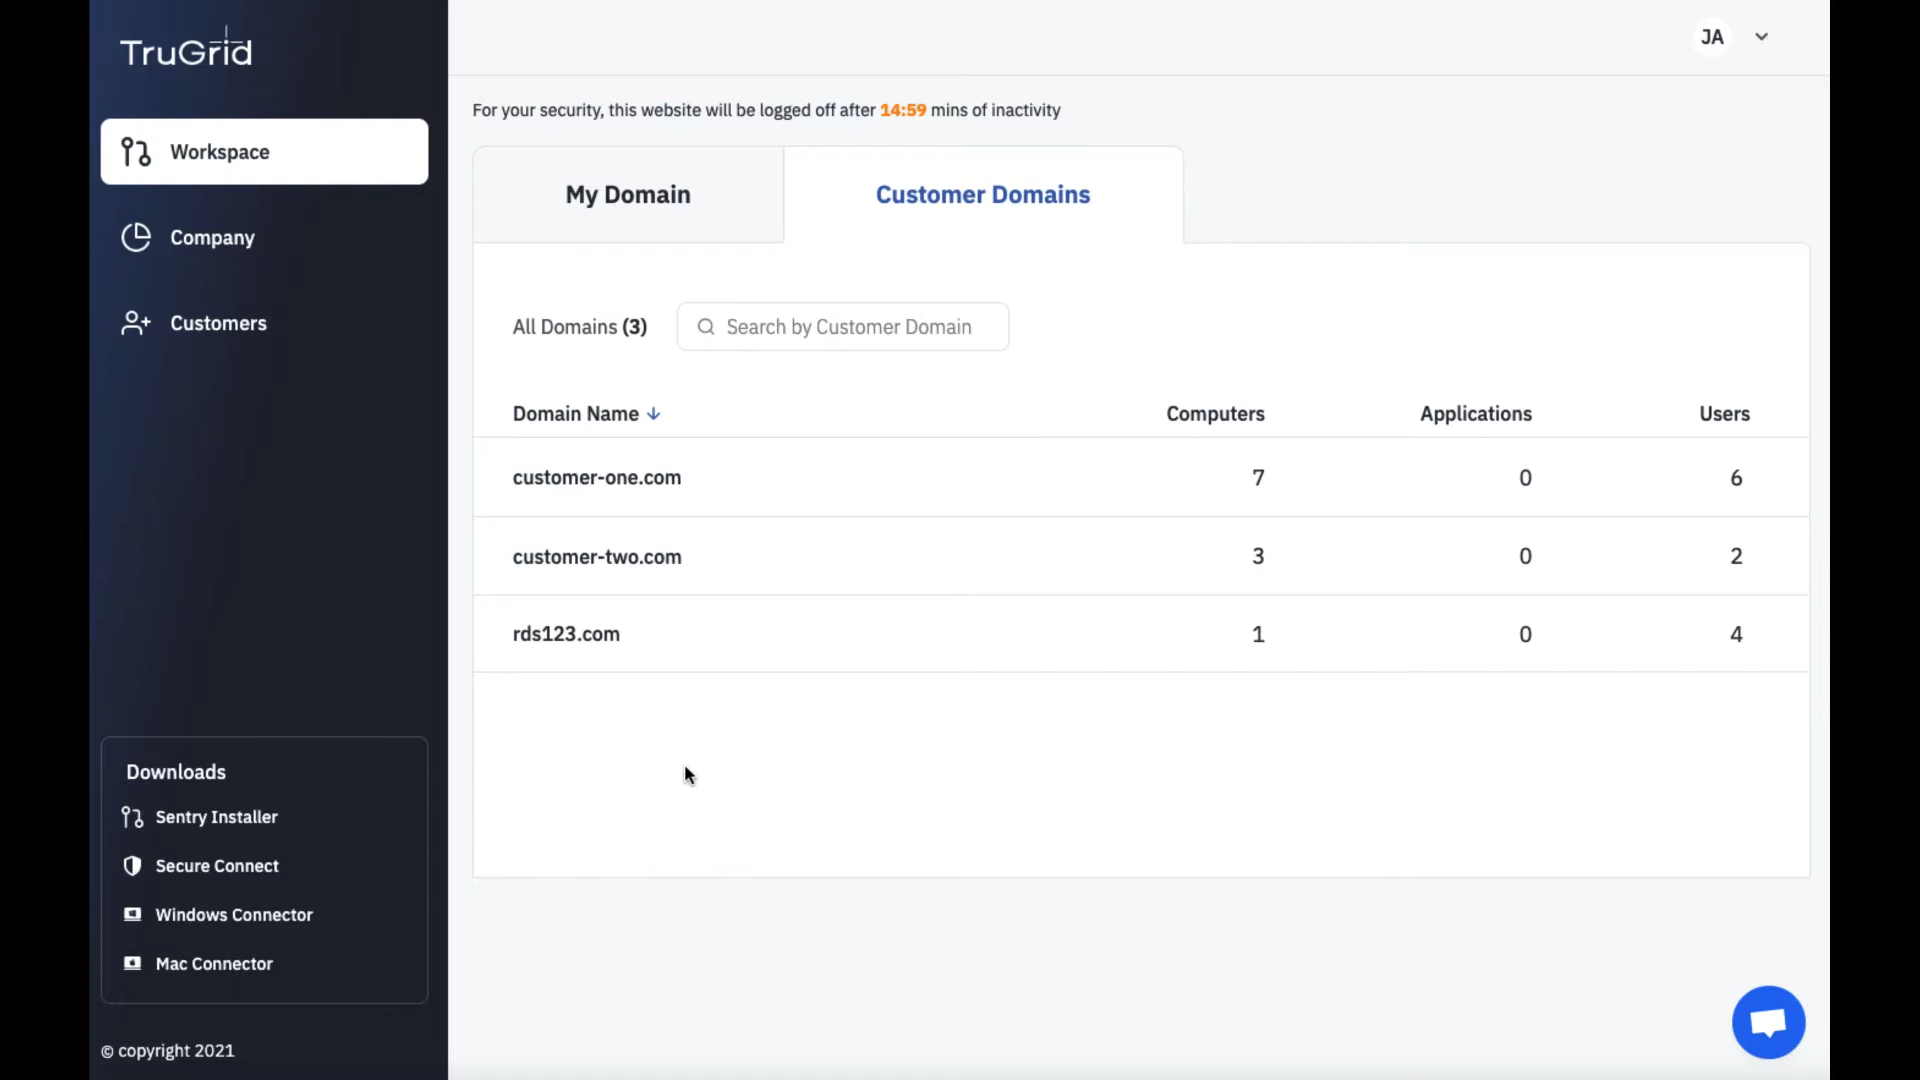 TruGrid
JA
Workspace
Company
Customers
For your security, this website will be logged off after 14:59 mins of inactivity
My Domain
Customer Domains
All Domains (3)
Search by Customer Domain
Domain Name Computers Applications Users
customer-one.com 7 0 6
customer-two.com 3 0 2
rds123.com 1 0 4
Downloads
Sentry Installer
Secure Connect
Windows Connector
Mac Connector
© copyright 2021